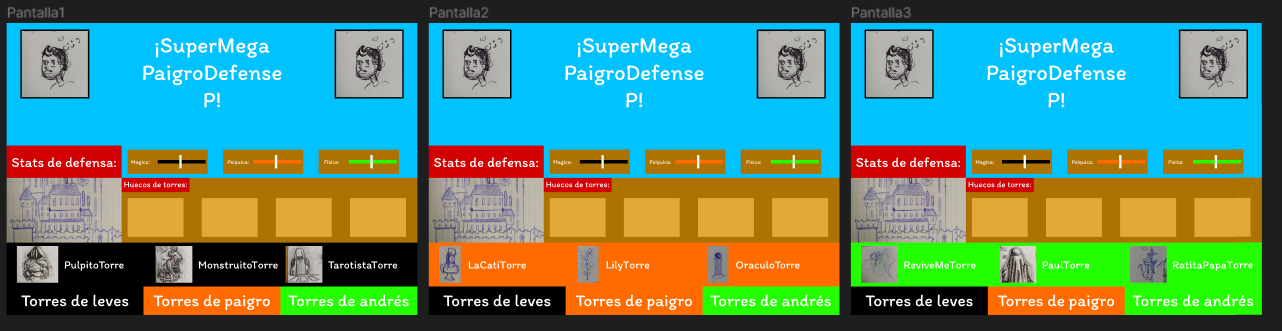 Pantalla1
¡SuperMega
PaigroDefense
P!
Stats de defensa:
Magica:
Psiquica:
Fisica:
Huecos de torres:
PulpitoTorre
MonstruitoTorre
TarotistaTorre
Torres de leves
Torres de paigro
Torres de andrés
Pantalla2
¡SuperMega
PaigroDefense
P!
Stats de defensa:
Magica:
Psiquica:
Fisica:
Huecos de torres:
LaCatiTorre
LilyTorre
OraculoTorre
Torres de leves
Torres de paigro
Torres de andrés
Pantalla3
¡SuperMega
PaigroDefense
P!
Stats de defensa:
Magica:
Psiquica:
Fisica:
Huecos de torres:
ReviveMeTorre
PaulTorre
RatitaPapaTorre
Torres de leves
Torres de paigro
Torres de andrés